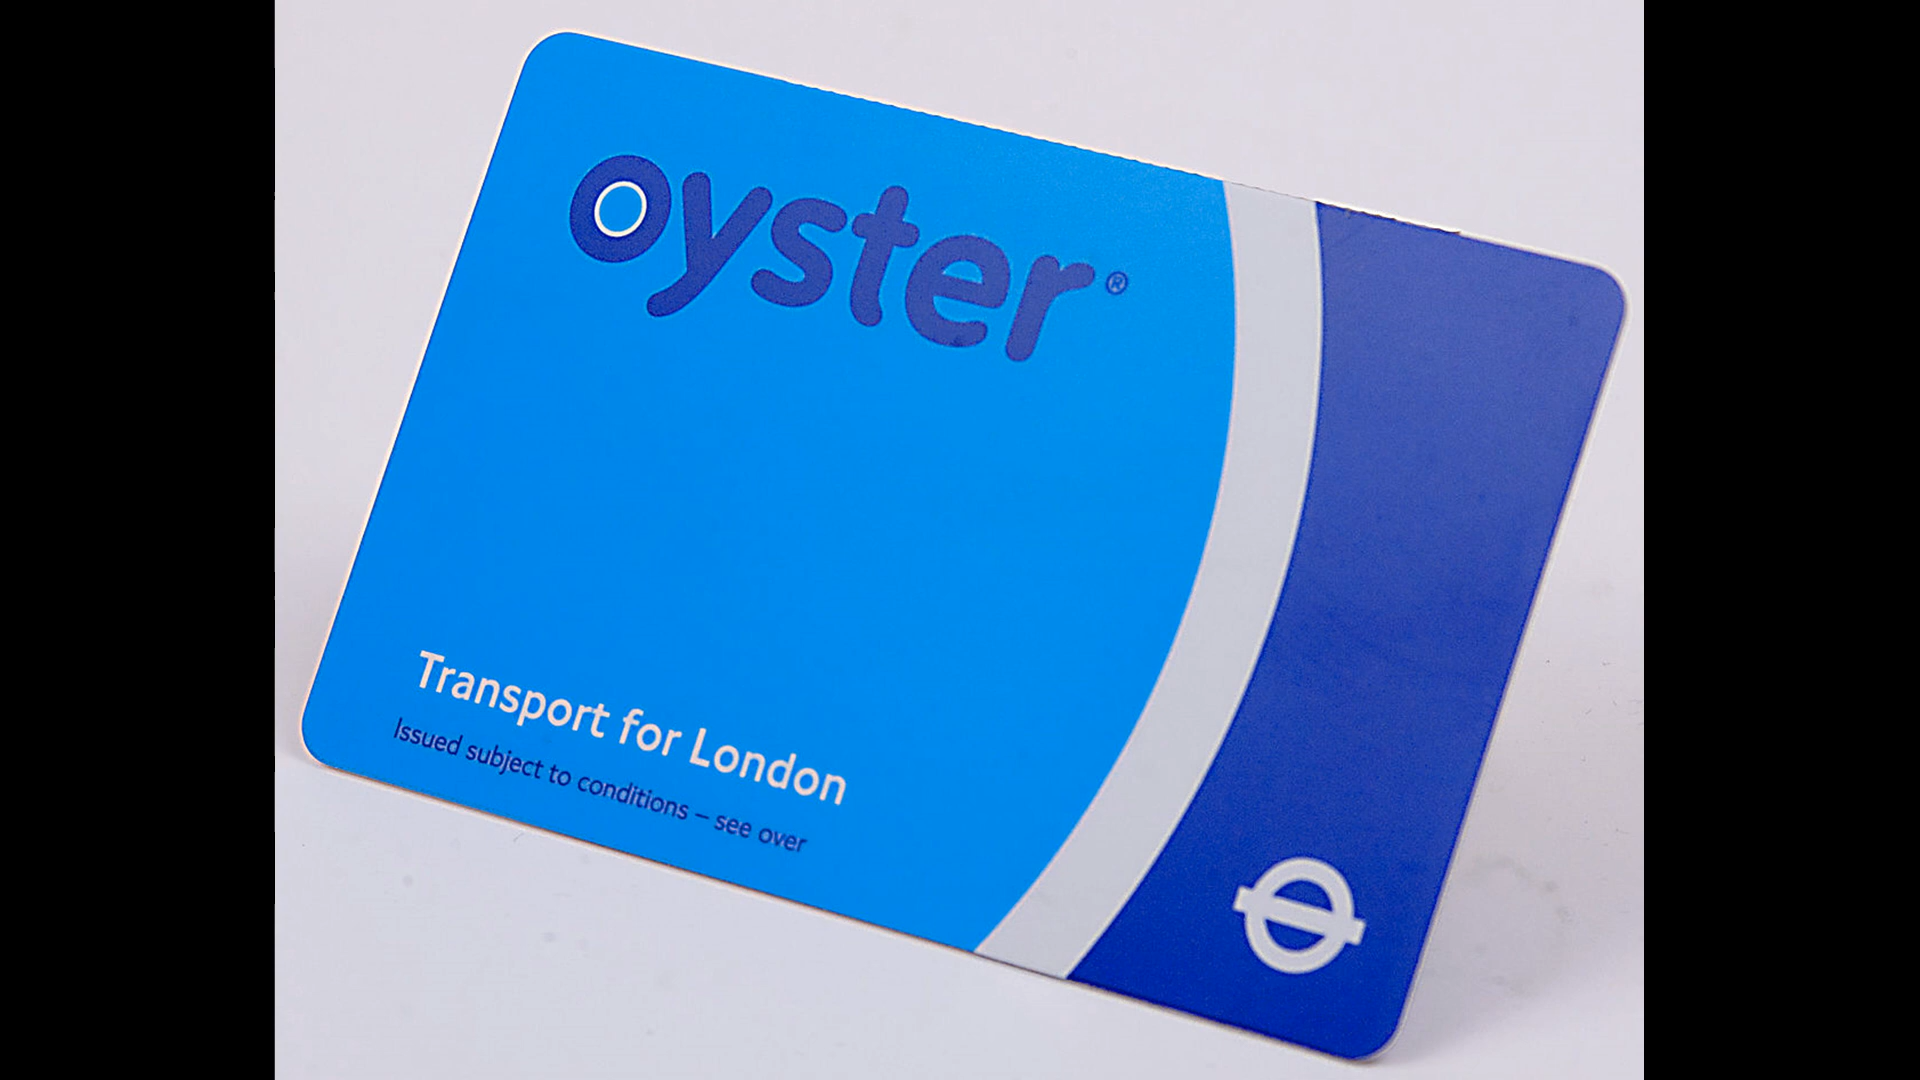 oyster®
Transport for London
Issued subject to conditions – see over